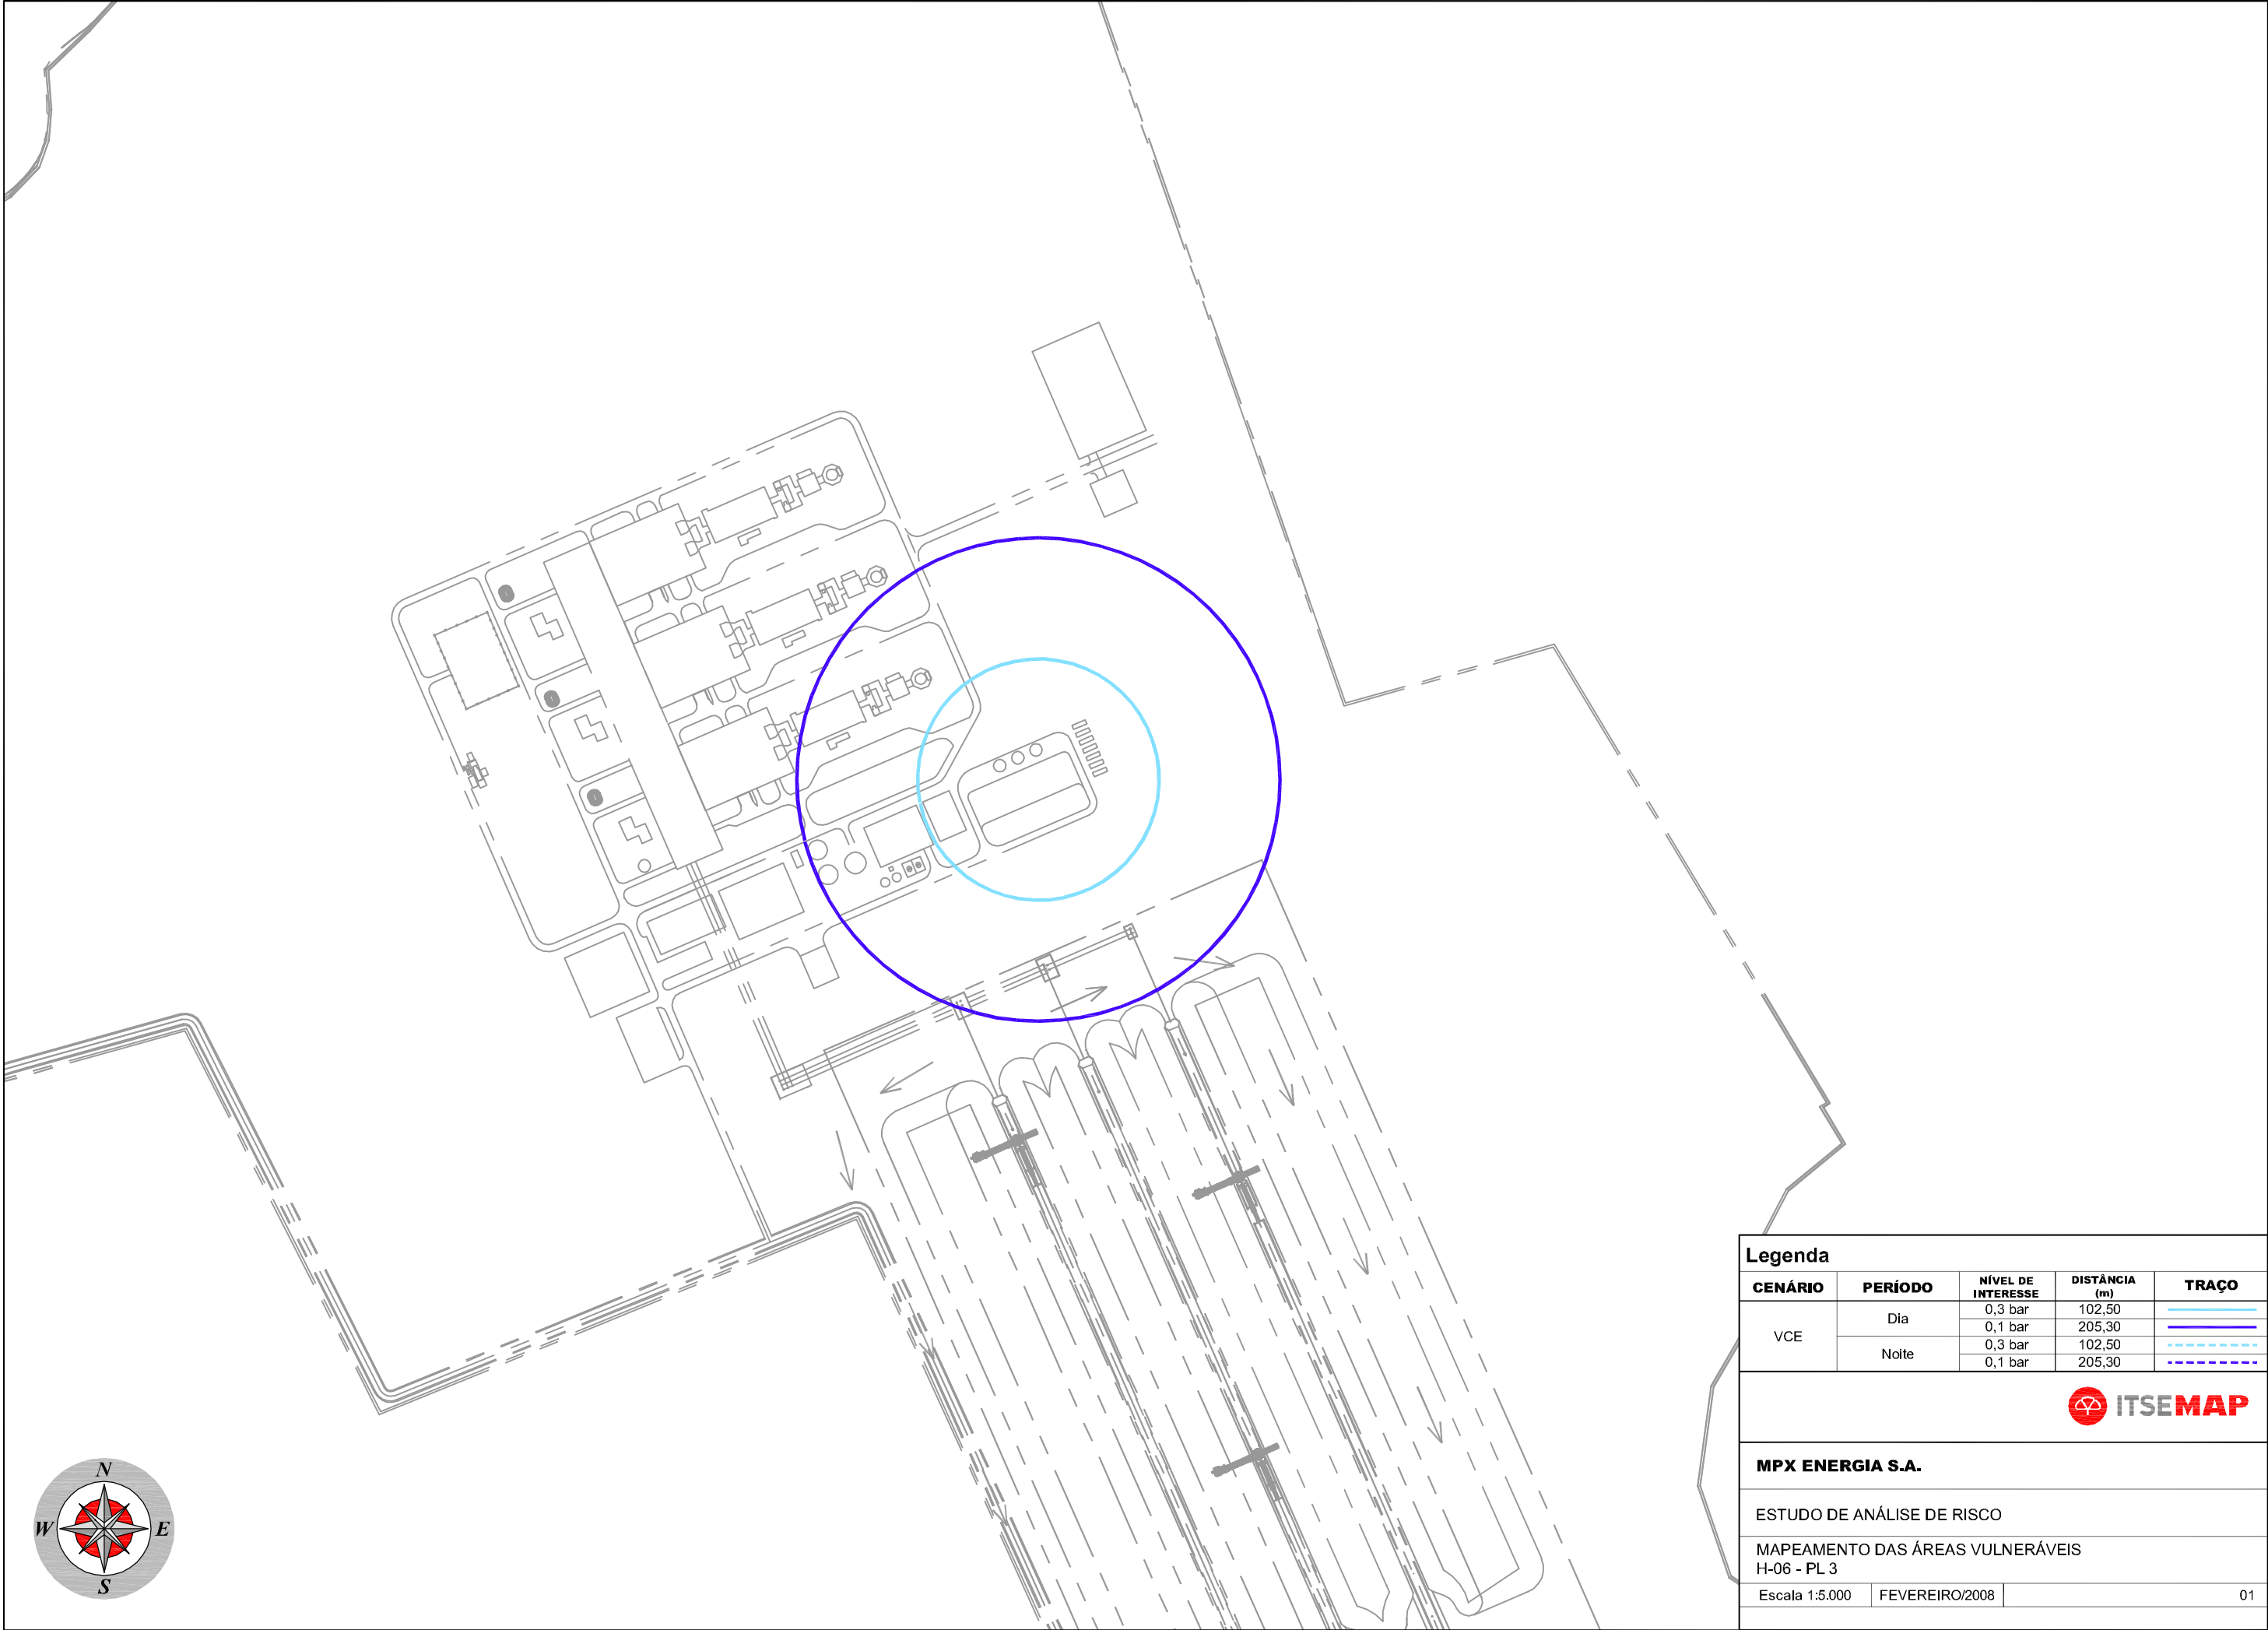 N
W E
S
Legenda
CENÁRIO PERÍODO NÍVEL DE INTERESSE DISTÂNCIA (m) TRAÇO
VCE
Dia
0,3 bar 102,50
0,1 bar 205,30
Noite
0,3 bar 102,50
0,1 bar 205,30
ITSEMAP
MPX ENERGIA S.A.
ESTUDO DE ANÁLISE DE RISCO
MAPEAMENTO DAS ÁREAS VULNERÁVEIS
H-06 - PL 3
Escala 1:5.000 FEVEREIRO/2008 01